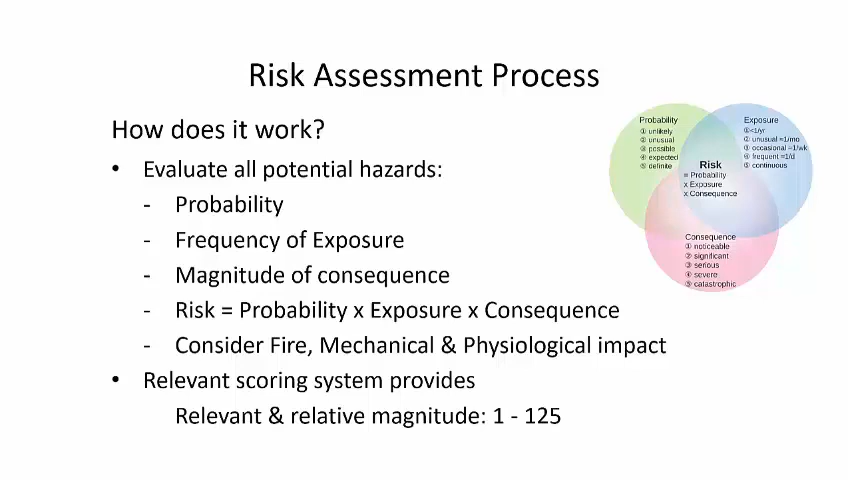 Risk Assessment Process
How does it work?
• Evaluate all potential hazards:
- Probability
- Frequency of Exposure
- Magnitude of consequence
- Risk = Probability x Exposure x Consequence
- Consider Fire, Mechanical & Physiological impact
• Relevant scoring system provides
Relevant & relative magnitude: 1 - 125
Probability
① unlikely
② unusual
③ possible
④ expected
⑤ definite
Exposure
①<1/yr
② unusual ≈1/mo
③ occasional ≈1/wk
④ frequent ≈1/d
⑤ continuous
Risk
= Probability
x Exposure
x Consequence
Consequence
① noticeable
② significant
③ serious
④ severe
⑤ catastrophic